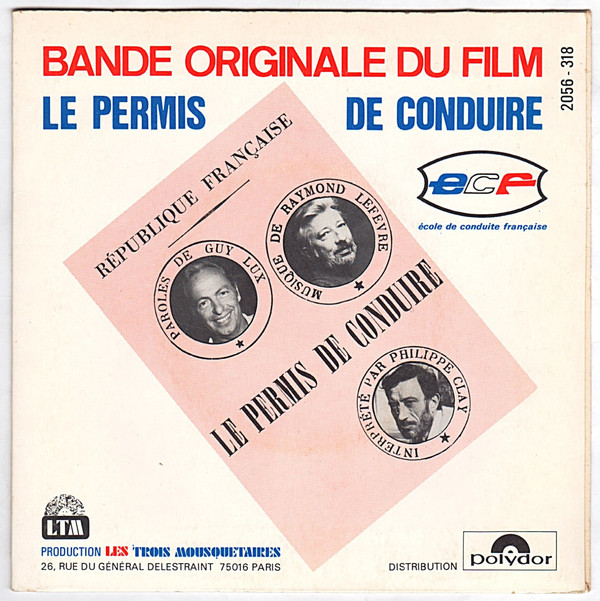 BANDE ORIGINALE DU FILM
LE PERMIS DE CONDUIRE
2056 - 318
ecf
école de conduite française
RÉPUBLIQUE FRANÇAISE
PAROLES DE GUY LUX
MUSIQUE DE RAYMOND LEFEVRE
LE PERMIS DE CONDUIRE
INTERPRÉTÉ PAR PHILIPPE CLAY
LTM
PRODUCTION LES TROIS MOUSQUETAIRES
26, RUE DU GÉNÉRAL DELESTRAINT 75016 PARIS
DISTRIBUTION
polydor